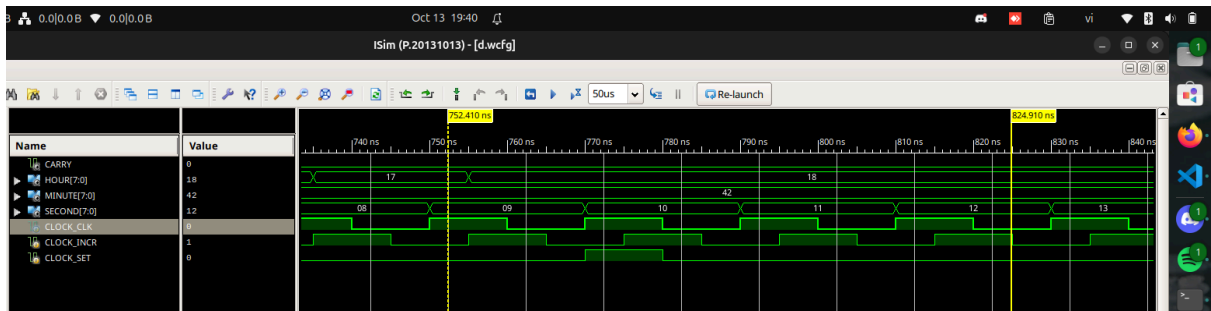 B 0.0|0.0 B 0.0|0.0 B Oct 13 19:40 vi
ISim (P.20131013) - [d.wcfg]
50us Re-launch
752.410 ns 824.910 ns
740 ns 750 ns 760 ns 770 ns 780 ns 790 ns 800 ns 810 ns 820 ns 830 ns 840 ns
Name Value
CARRY 0
HOUR[7:0] 18 17 18
MINUTE[7:0] 42 42
SECOND[7:0] 12 08 09 10 11 12 13
CLOCK_CLK 0
CLOCK_INCR 1
CLOCK_SET 0
1
1
1